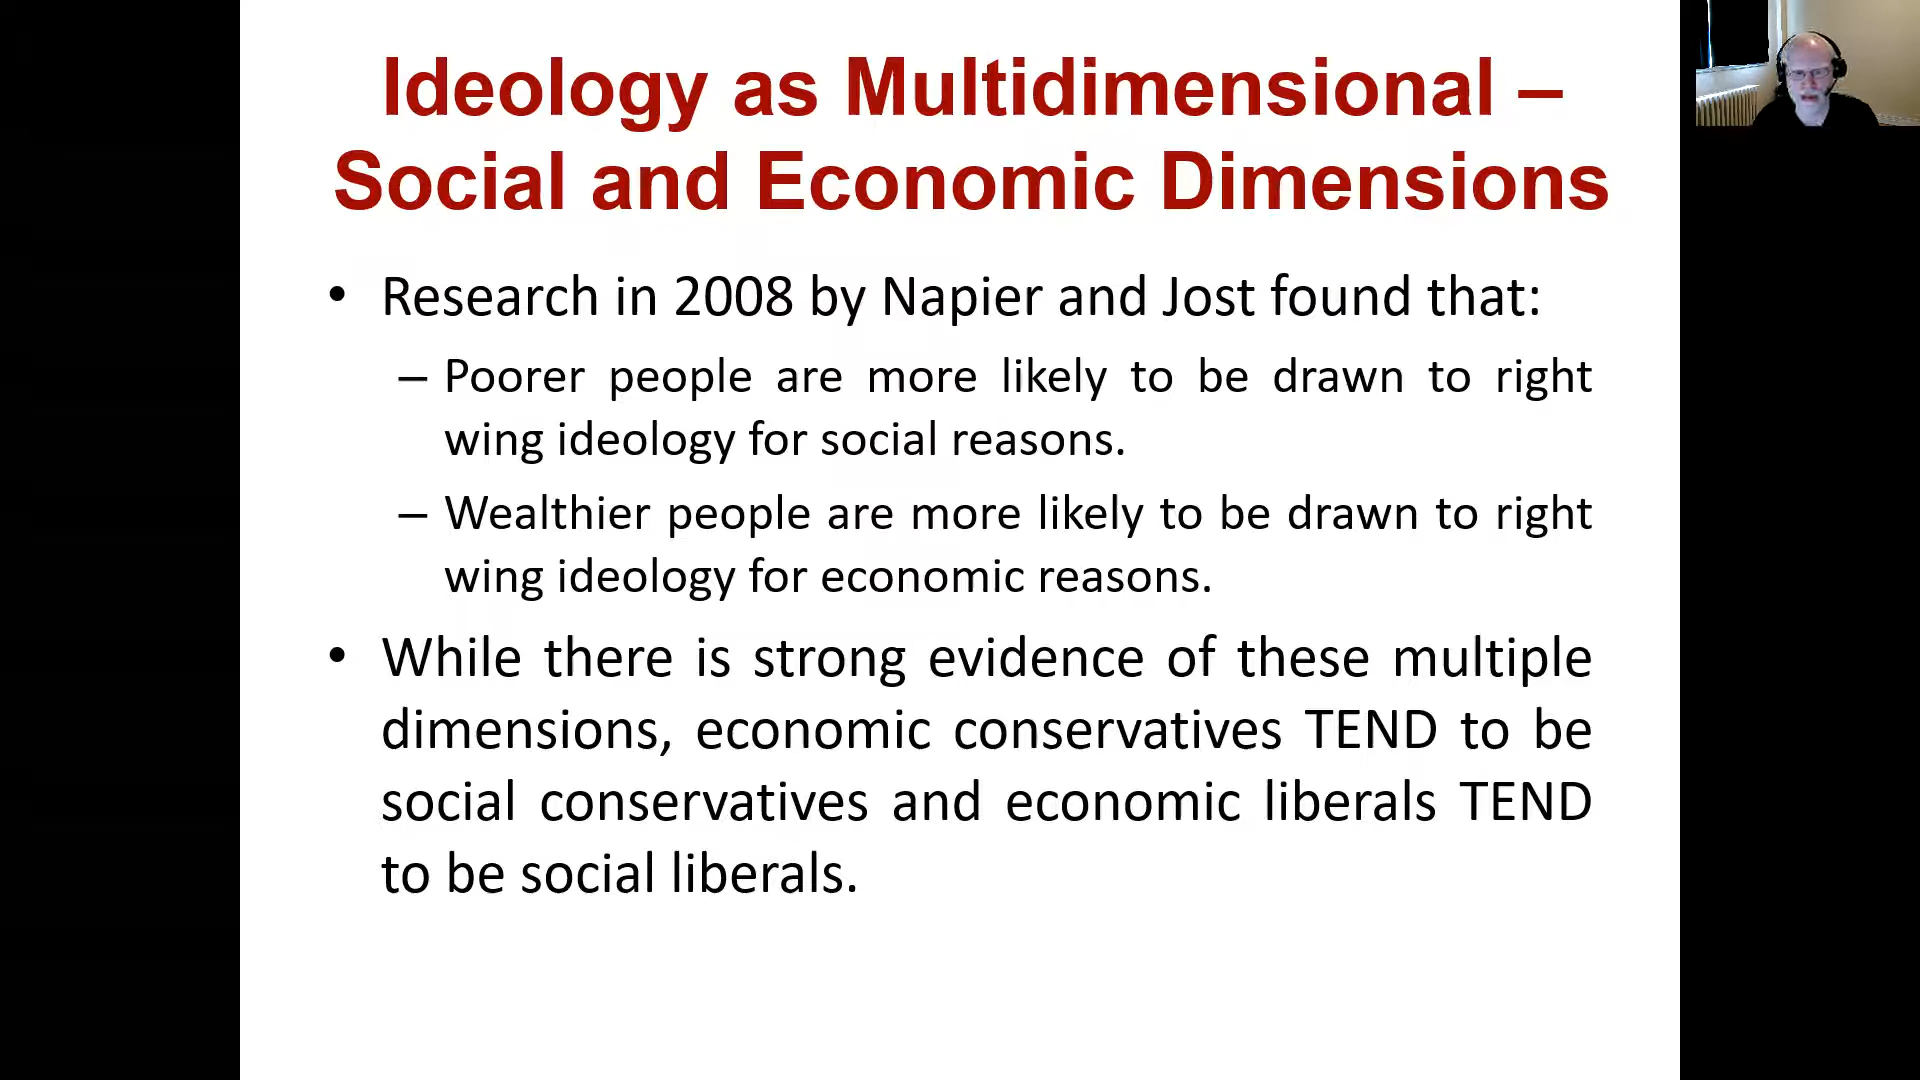 Ideology as Multidimensional –
Social and Economic Dimensions
• Research in 2008 by Napier and Jost found that:
– Poorer people are more likely to be drawn to right
wing ideology for social reasons.
– Wealthier people are more likely to be drawn to right
wing ideology for economic reasons.
• While there is strong evidence of these multiple
dimensions, economic conservatives TEND to be
social conservatives and economic liberals TEND
to be social liberals.